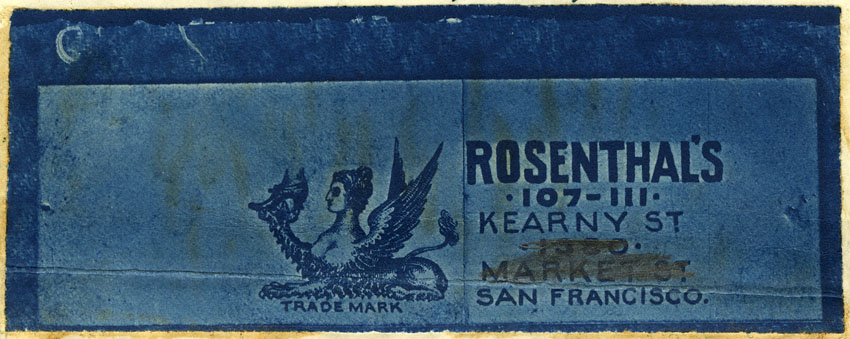 ROSENTHAL'S
·107-111·
KEARNY ST
MARKET ST
SAN FRANCISCO.
TRADE MARK